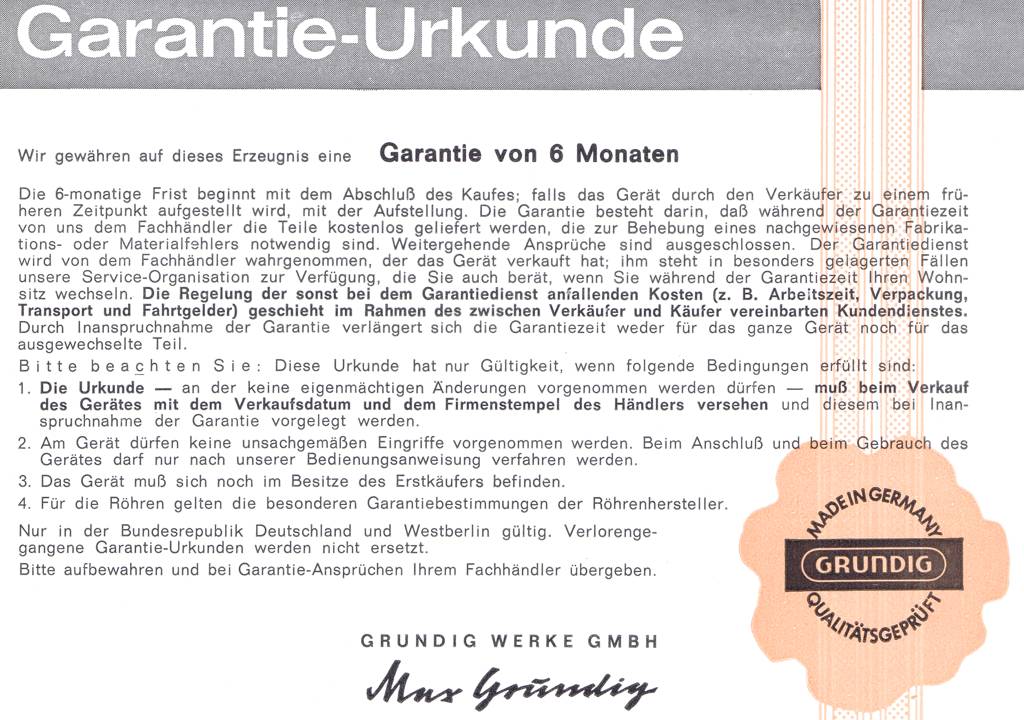 Garantie-Urkunde
Wir gewähren auf dieses Erzeugnis eine Garantie von 6 Monaten
Die 6-monatige Frist beginnt mit dem Abschluß des Kaufes; falls das Gerät durch den Verkäufer zu einem frü-
heren Zeitpunkt aufgestellt wird, mit der Aufstellung. Die Garantie besteht darin, daß während der Garantiezeit
von uns dem Fachhändler die Teile kostenlos geliefert werden, die zur Behebung eines nachgewiesenen Fabrika-
tions- oder Materialfehlers notwendig sind. Weitergehende Ansprüche sind ausgeschlossen. Der Garantiedienst
wird von dem Fachhändler wahrgenommen, der das Gerät verkauft hat; ihm steht in besonders gelagerten Fällen
unsere Service-Organisation zur Verfügung, die Sie auch berät, wenn Sie während der Garantiezeit Ihren Wohn-
sitz wechseln. Die Regelung der sonst bei dem Garantiedienst anfallenden Kosten (z. B. Arbeitszeit, Verpackung,
Transport und Fahrtgelder) geschieht im Rahmen des zwischen Verkäufer und Käufer vereinbarten Kundendienstes.
Durch Inanspruchnahme der Garantie verlängert sich die Garantiezeit weder für das ganze Gerät noch für das
ausgewechselte Teil.
Bitte beachten Sie: Diese Urkunde hat nur Gültigkeit, wenn folgende Bedingungen erfüllt sind:
1. Die Urkunde — an der keine eigenmächtigen Änderungen vorgenommen werden dürfen — muß beim Verkauf
des Gerätes mit dem Verkaufsdatum und dem Firmenstempel des Händlers versehen und diesem bei Inan-
spruchnahme der Garantie vorgelegt werden.
2. Am Gerät dürfen keine unsachgemäßen Eingriffe vorgenommen werden. Beim Anschluß und beim Gebrauch des
Gerätes darf nur nach unserer Bedienungsanweisung verfahren werden.
3. Das Gerät muß sich noch im Besitze des Erstkäufers befinden.
4. Für die Röhren gelten die besonderen Garantiebestimmungen der Röhrenhersteller.
Nur in der Bundesrepublik Deutschland und Westberlin gültig. Verlorenge-
gangene Garantie-Urkunden werden nicht ersetzt.
Bitte aufbewahren und bei Garantie-Ansprüchen Ihrem Fachhändler übergeben.
MADE IN GERMANY
GRUNDIG
QUALITÄTSGEPRÜFT
GRUNDIG WERKE GMBH
Max Grundig